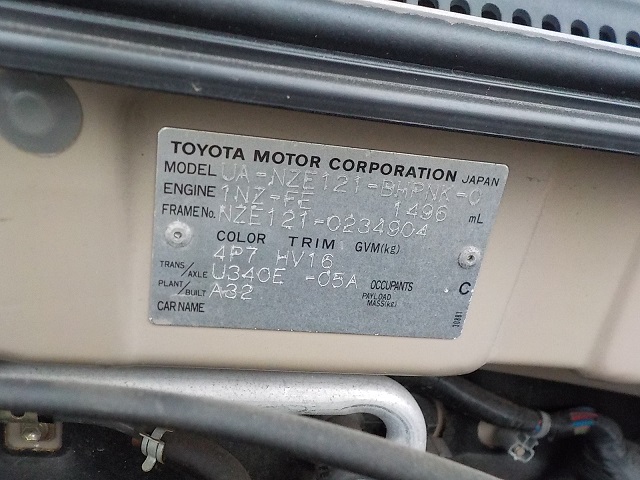 TOYOTA MOTOR CORPORATION JAPAN
MODEL UA-NZE121-BHPNK-C
ENGINE 1NZ-FE 1496 mL
FRAME No. NZE121-0234904
COLOR TRIM GVM(kg)
4P7 HV16
TRANS/AXLE U340E -05A OCCUPANTS C
PLANT/BUILT A32 PAYLOAD MASS(kg)
CAR NAME